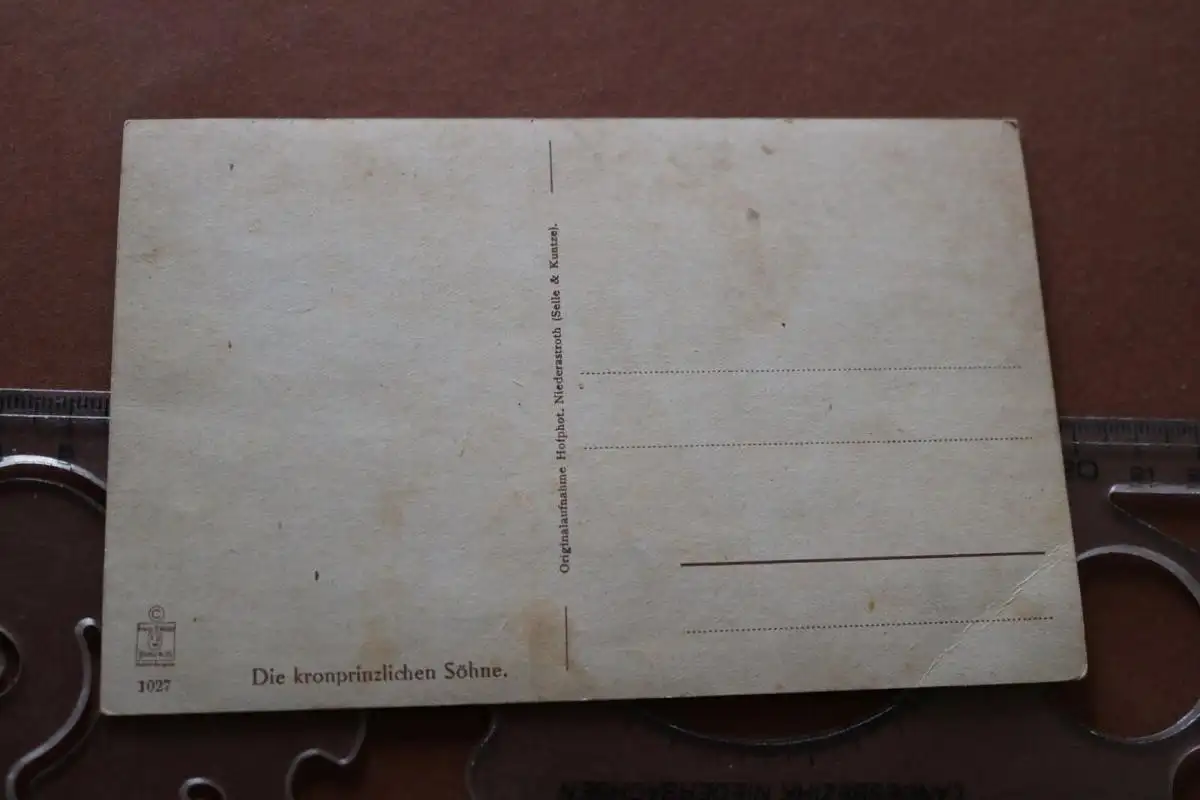 Originalaufnahme Hofphot. Niederastroth (Selle & Kuntze).
©
1027
Die kronprinzlichen Söhne.